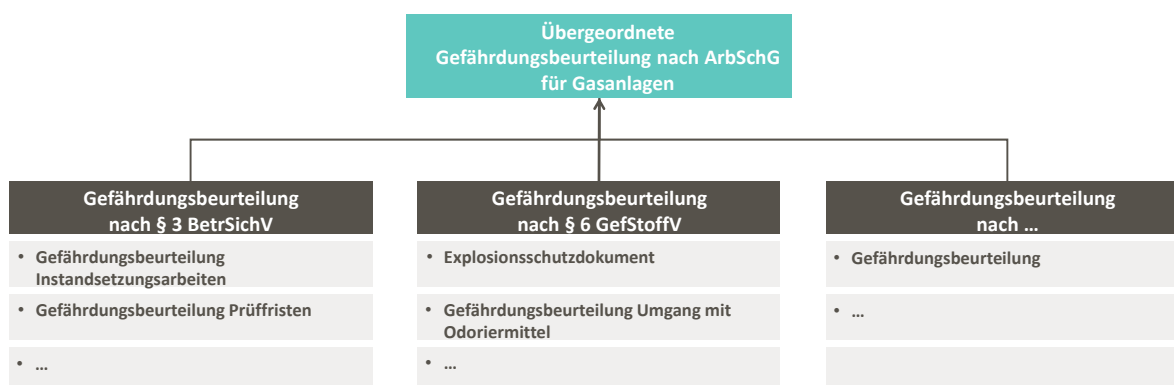 Übergeordnete
Gefährdungsbeurteilung nach ArbSchG
für Gasanlagen
Gefährdungsbeurteilung
nach § 3 BetrSichV
• Gefährdungsbeurteilung
Instandsetzungsarbeiten
• Gefährdungsbeurteilung Prüffristen
• ...
Gefährdungsbeurteilung
nach § 6 GefStoffV
• Explosionsschutzdokument
• Gefährdungsbeurteilung Umgang mit
Odoriermittel
• ...
Gefährdungsbeurteilung
nach ...
• Gefährdungsbeurteilung
• ...